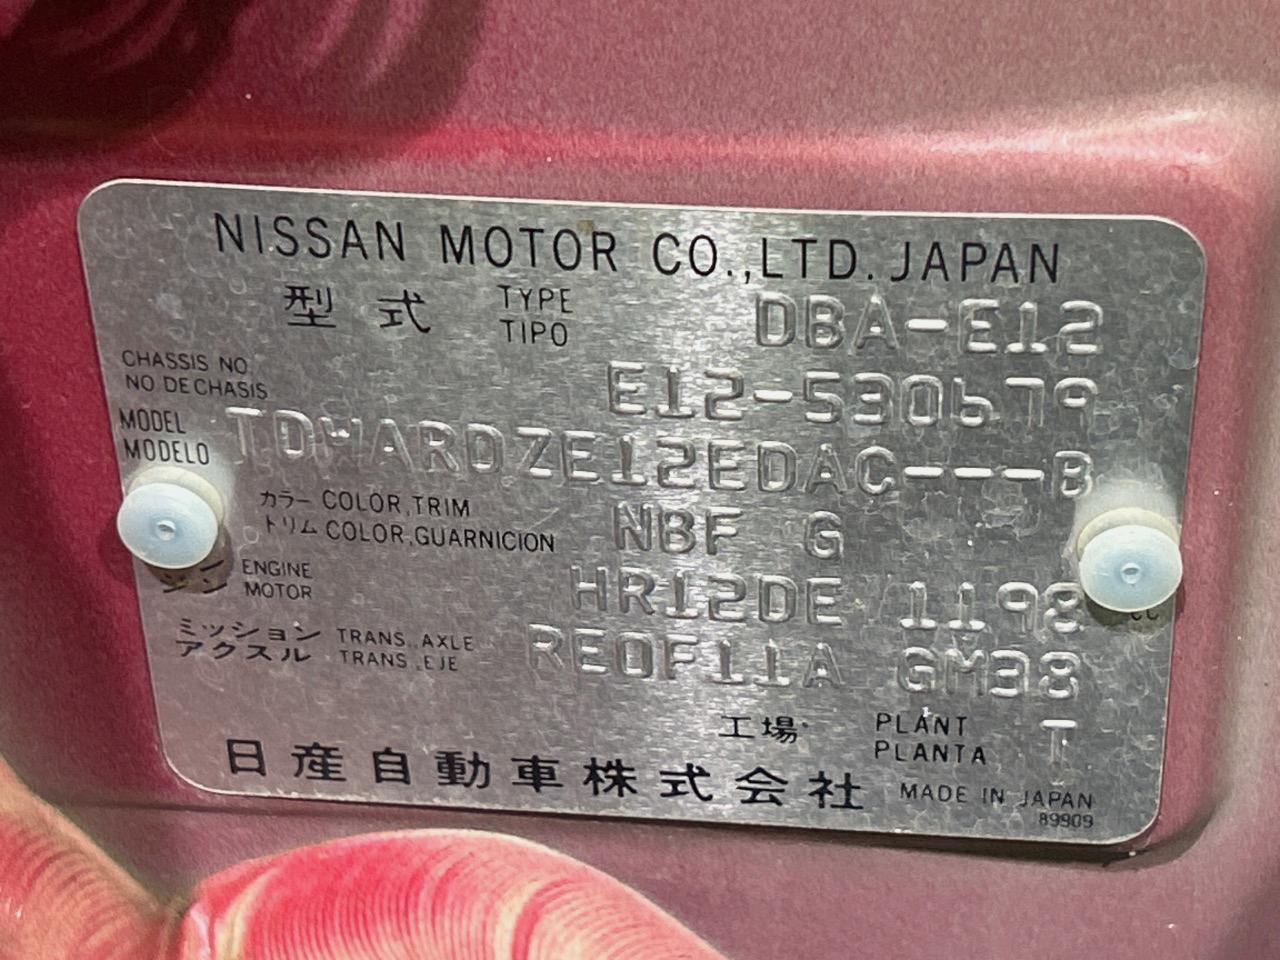 NISSAN MOTOR CO.,LTD. JAPAN
型 式 TYPE TIPO DBA-E12
CHASSIS NO. NO DE CHASIS E12-530679
MODEL MODELO TDWARDZE12EDAC---B
カラー COLOR,TRIM
トリム COLOR,GUARNICION NBF G
ENGINE MOTOR HR12DE 1198 cc
ミッション TRANS. AXLE
アクスル TRANS. EJE RE0F11A GM38
工場 PLANT PLANTA T
日産自動車株式会社 MADE IN JAPAN
89909